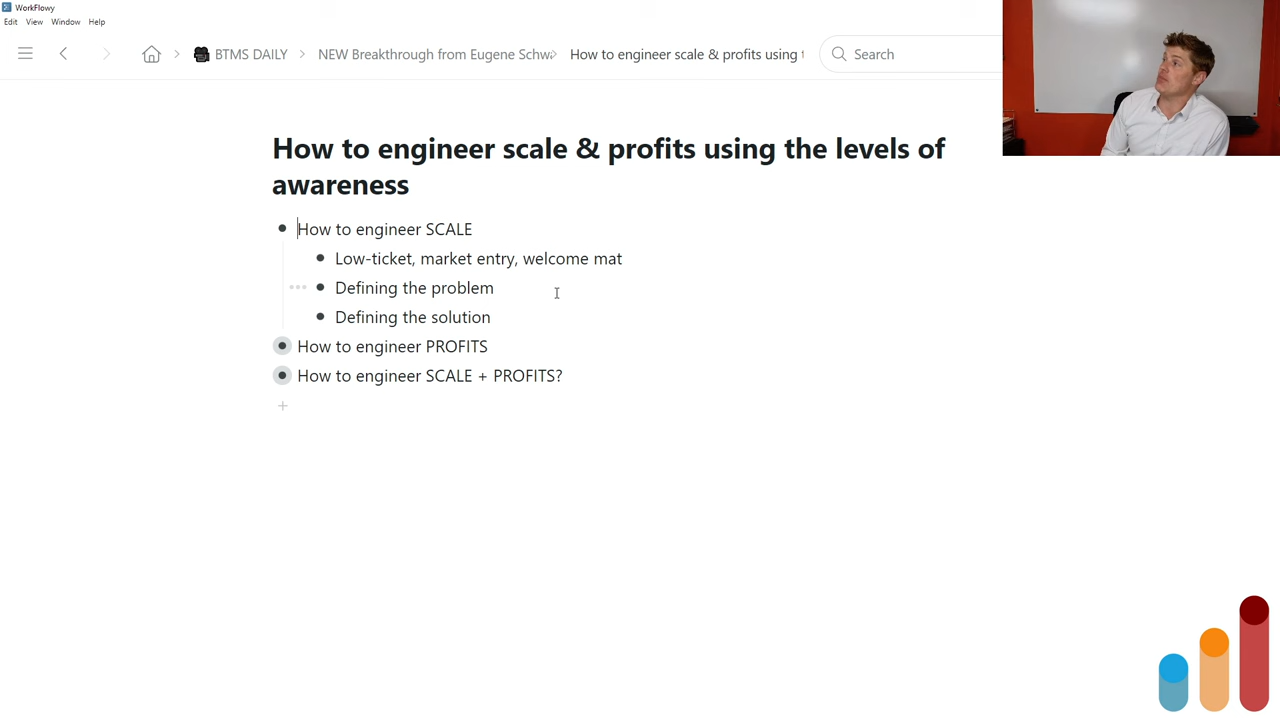 WorkFlowy
Edit View Window Help
BTMS DAILY NEW Breakthrough from Eugene Schwa How to engineer scale & profits using t Search
How to engineer scale & profits using the levels of
awareness
How to engineer SCALE
Low-ticket, market entry, welcome mat
Defining the problem
Defining the solution
How to engineer PROFITS
How to engineer SCALE + PROFITS?